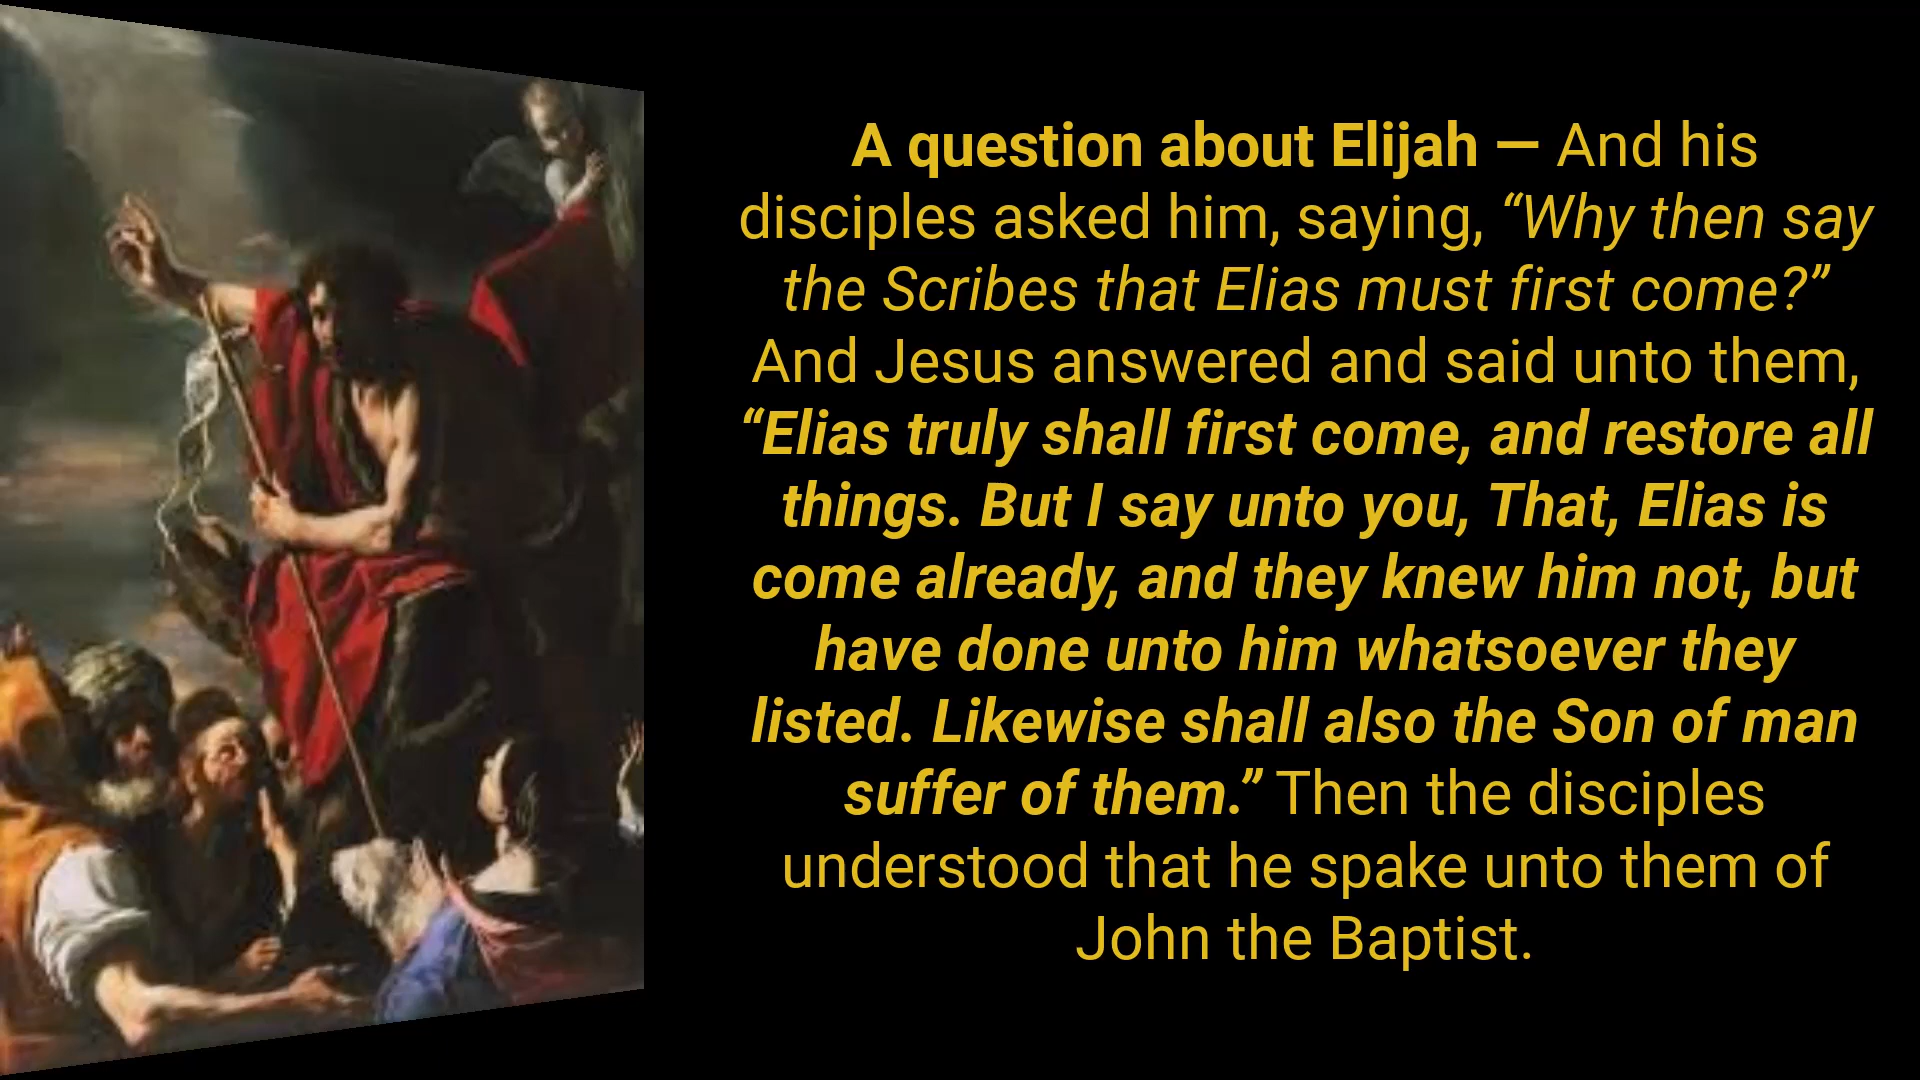 A question about Elijah — And his
disciples asked him, saying, “Why then say
the Scribes that Elias must first come?”
And Jesus answered and said unto them,
“Elias truly shall first come, and restore all
things. But I say unto you, That, Elias is
come already, and they knew him not, but
have done unto him whatsoever they
listed. Likewise shall also the Son of man
suffer of them.” Then the disciples
understood that he spake unto them of
John the Baptist.